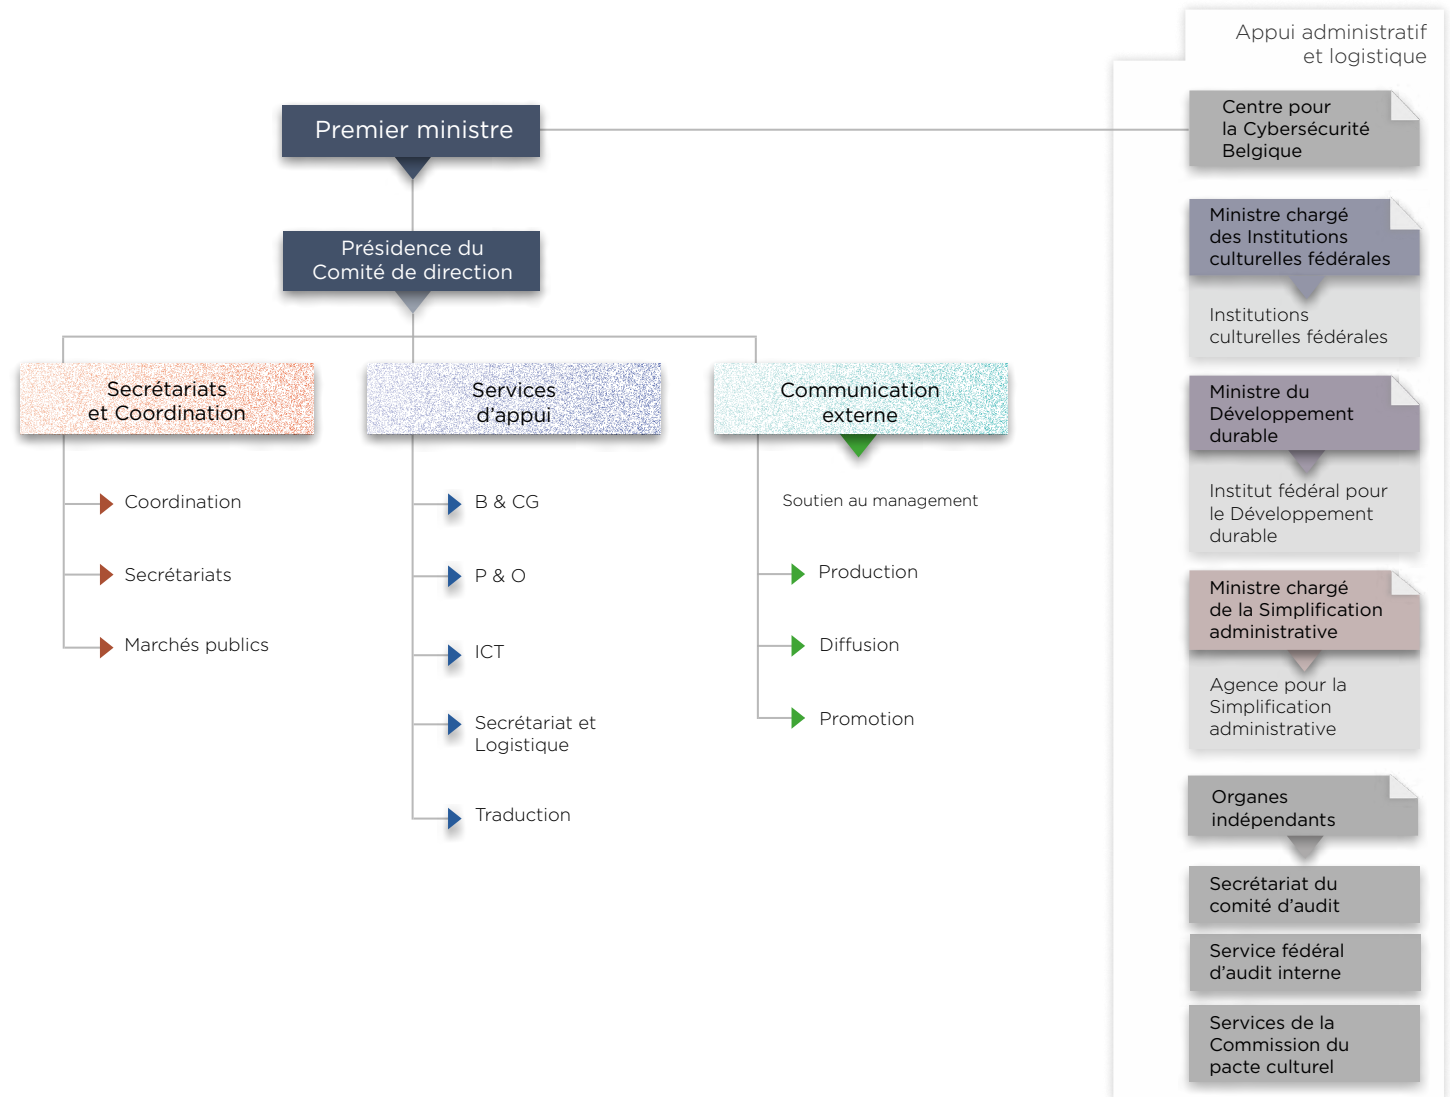 Appui administratif
et logistique
Premier ministre
Centre pour
la Cybersécurité
Belgique
Présidence du
Comité de direction
Secrétariats
et Coordination
Coordination
Secrétariats
Marchés publics
Services
d’appui
B & CG
P & O
ICT
Secrétariat et
Logistique
Traduction
Communication
externe
Soutien au management
Production
Diffusion
Promotion
Ministre chargé
des Institutions
culturelles fédérales
Institutions
culturelles fédérales
Ministre du
Développement
durable
Institut fédéral pour
le Développement
durable
Ministre chargé
de la Simplification
administrative
Agence pour la
Simplification
administrative
Organes
indépendants
Secrétariat du
comité d’audit
Service fédéral
d’audit interne
Services de la
Commission du
pacte culturel